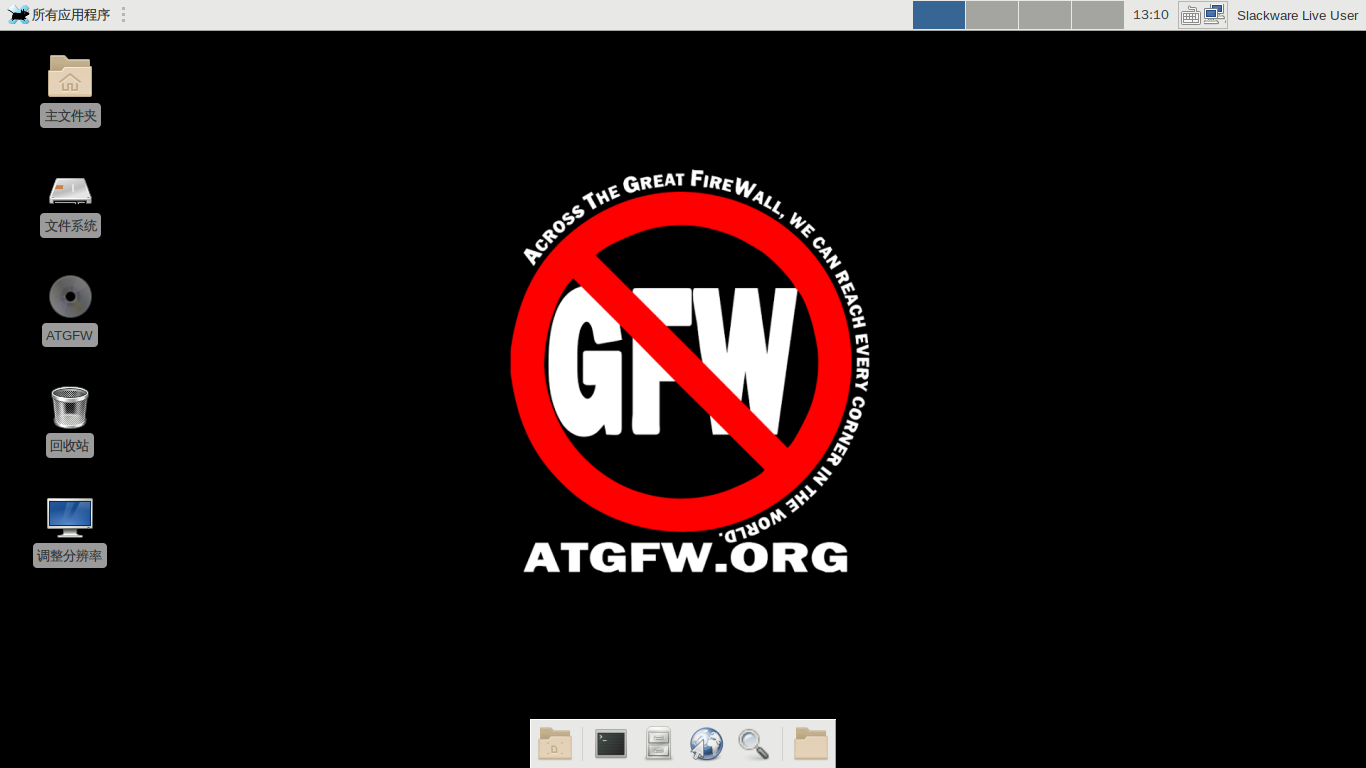 所有应用程序
13:10
Slackware Live User
主文件夹
文件系统
ATGFW
回收站
调整分辨率
ACROSS THE GREAT FIREWALL, WE CAN REACH EVERY CORNER IN THE WORLD.
GFW
ATGFW.ORG